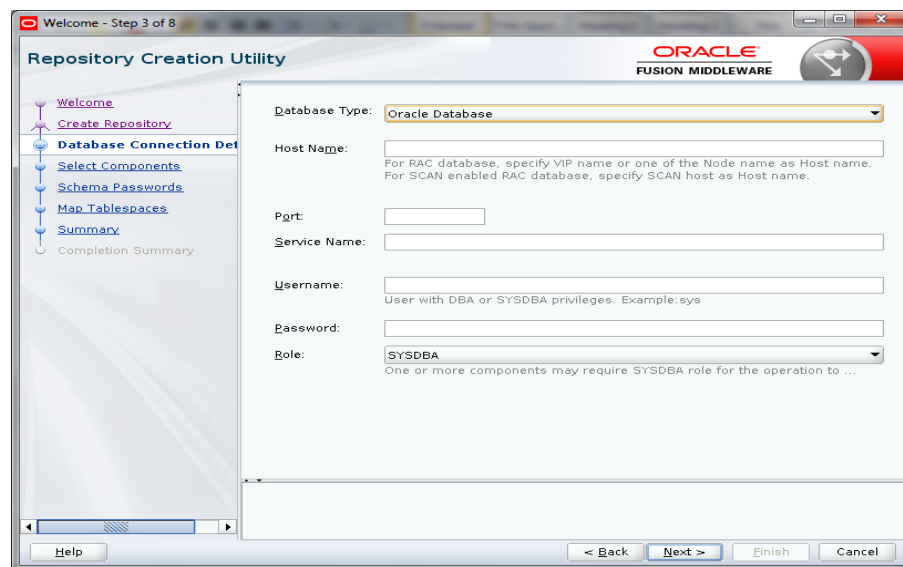 Welcome - Step 3 of 8
Repository Creation Utility
ORACLE
FUSION MIDDLEWARE
Welcome
Create Repository
Database Connection Det
Select Components
Schema Passwords
Map Tablespaces
Summary
Completion Summary
Database Type:
Oracle Database
Host Name:
For RAC database, specify VIP name or one of the Node name as Host name.
For SCAN enabled RAC database, specify SCAN host as Host name.
Port:
Service Name:
Username:
User with DBA or SYSDBA privileges. Example:sys
Password:
Role:
SYSDBA
One or more components may require SYSDBA role for the operation to ...
Help
< Back
Next >
Finish
Cancel